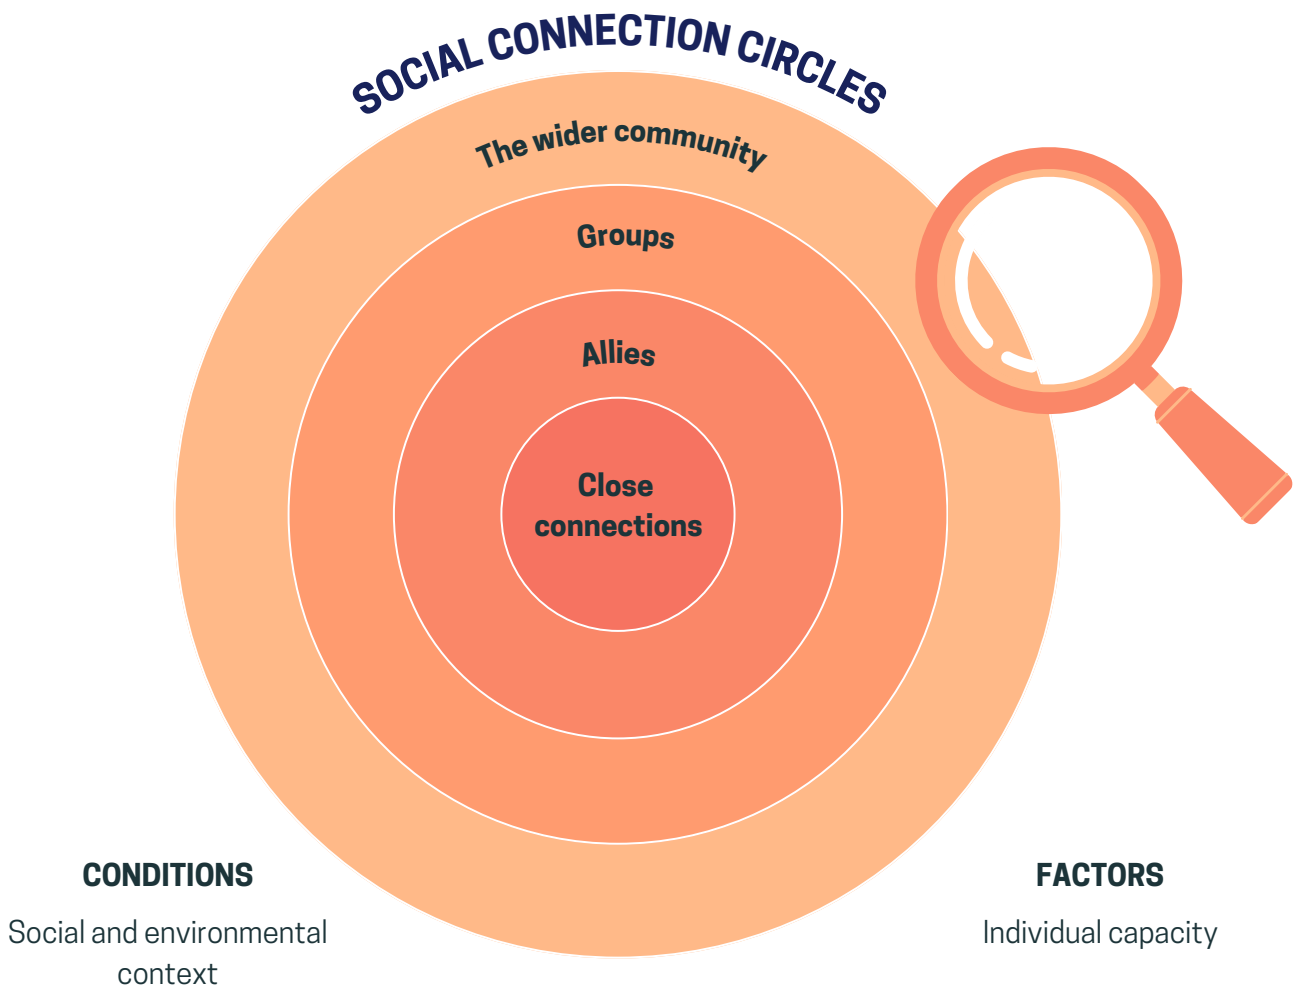 SOCIAL CONNECTION CIRCLES
The wider community
Groups
Allies
Close
connections
CONDITIONS
Social and environmental
context
FACTORS
Individual capacity